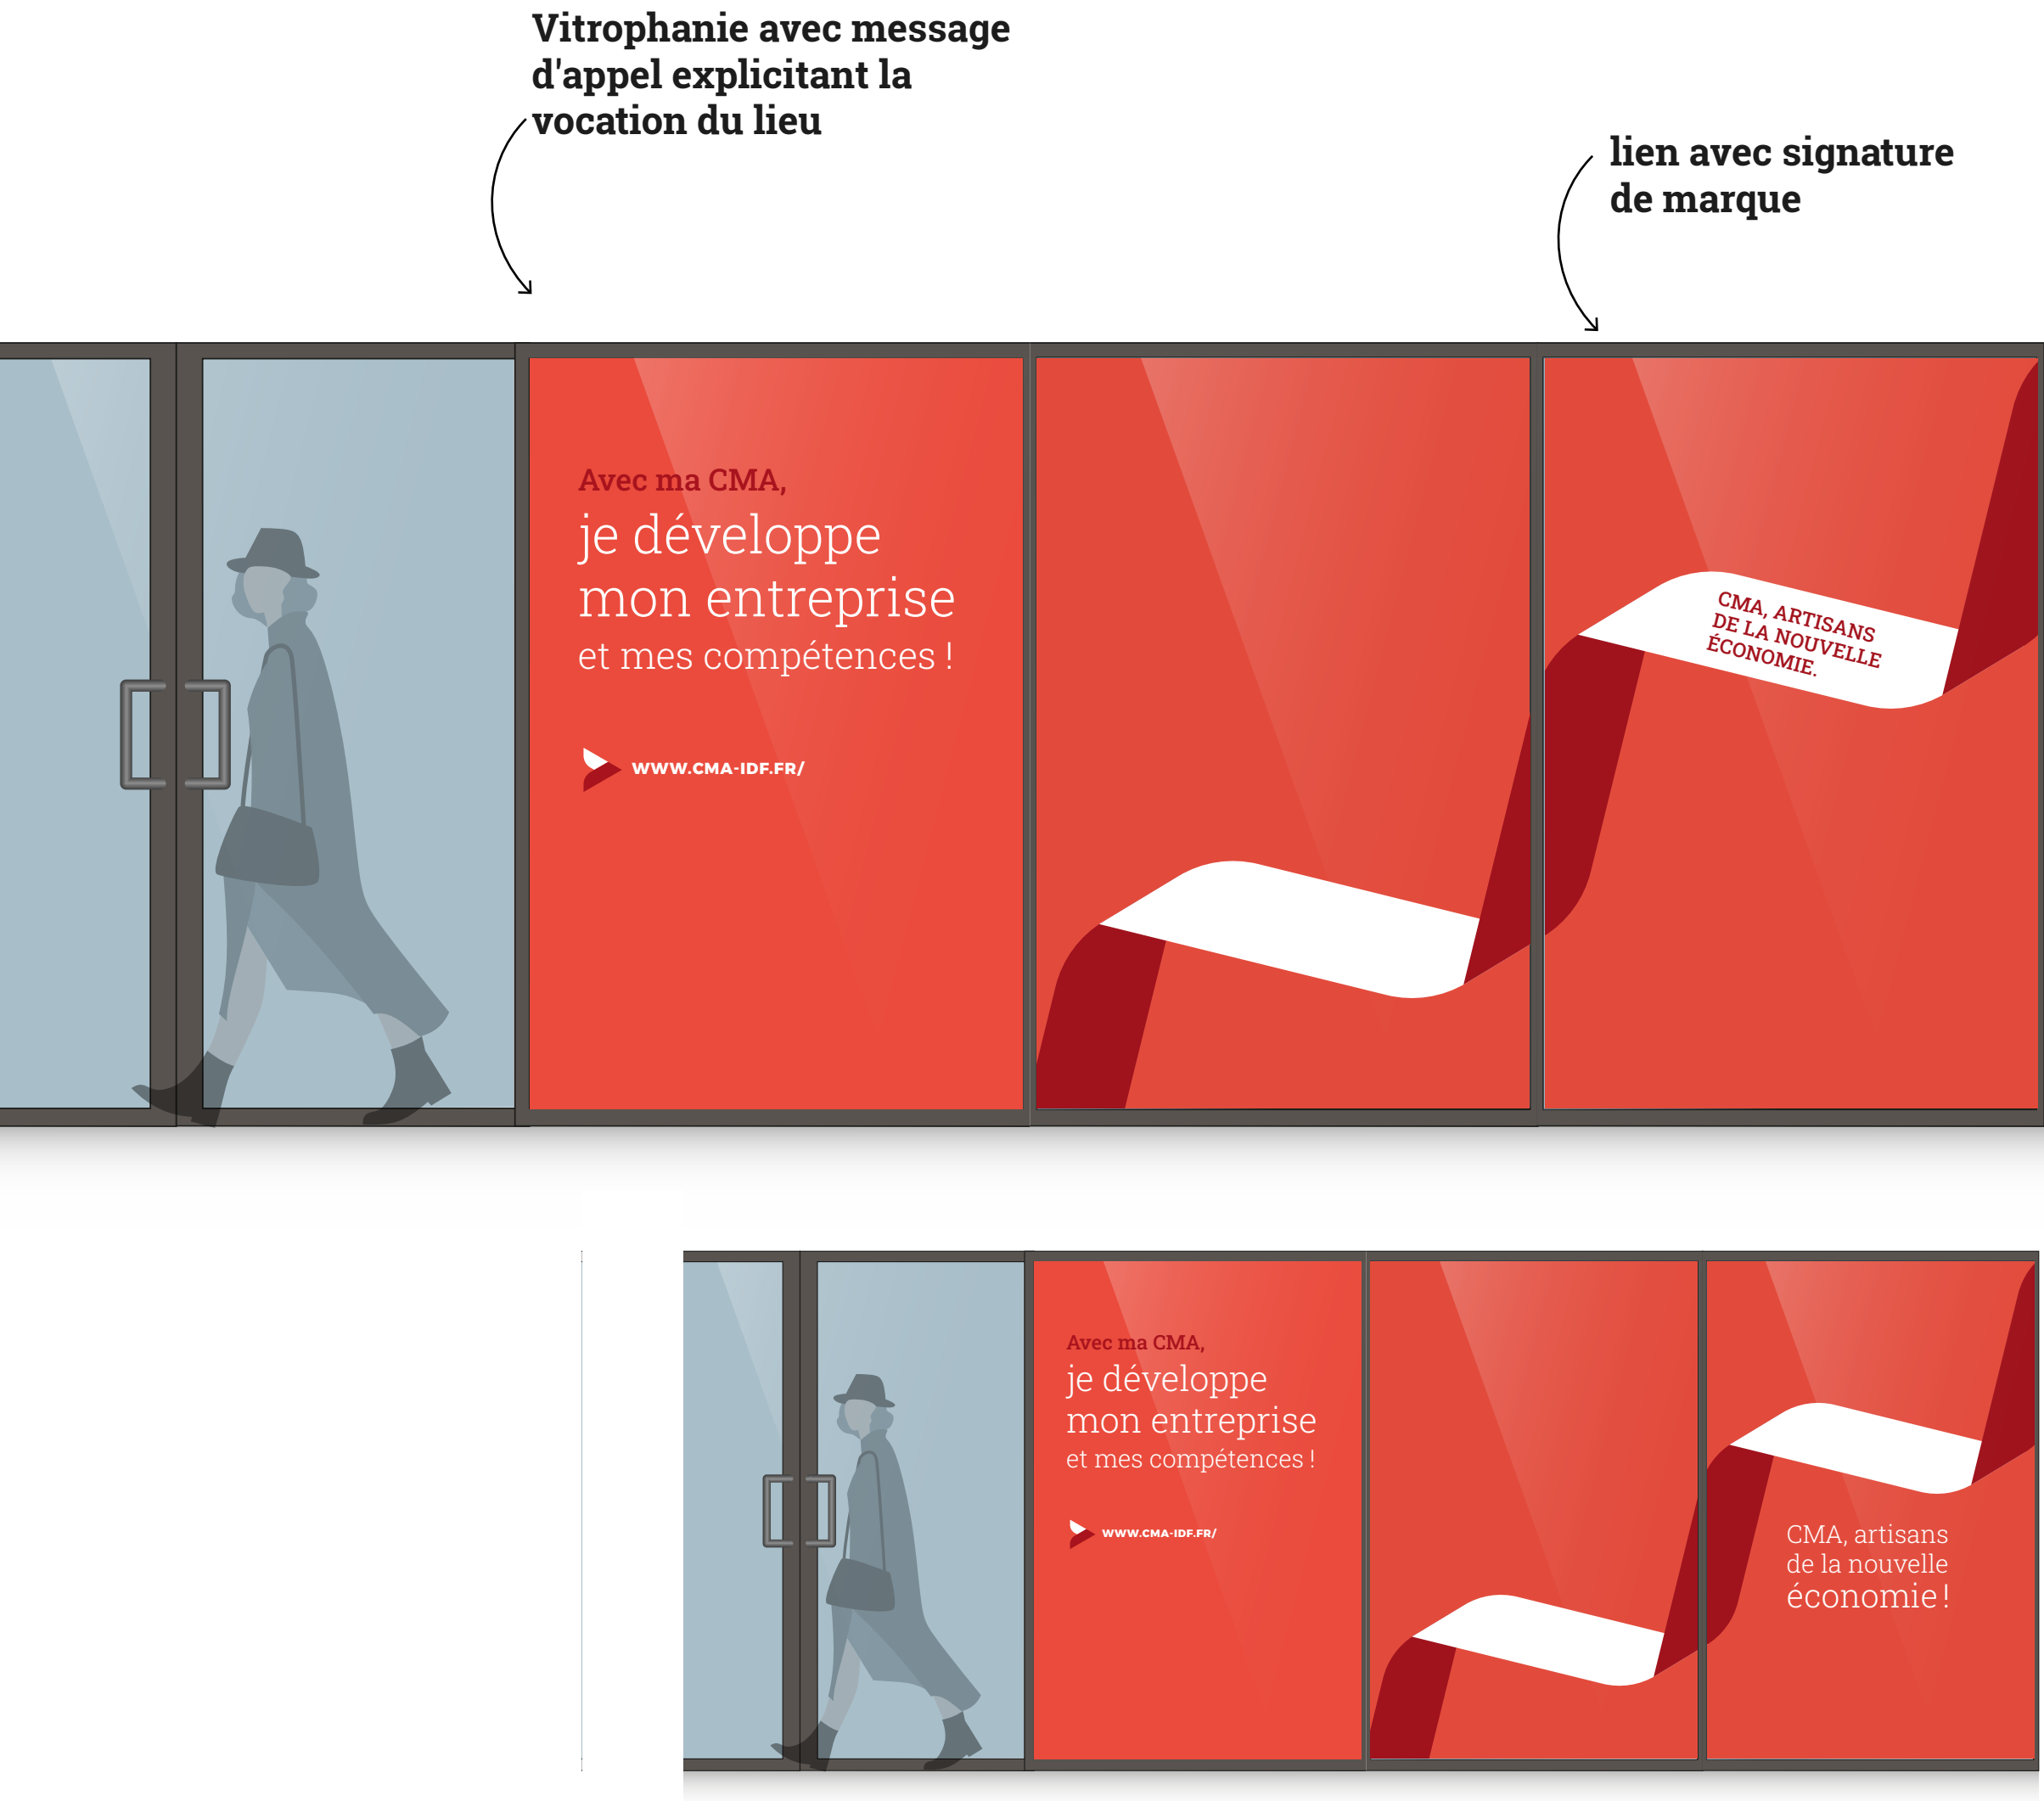 Vitrophanie avec message
d'appel explicitant la
vocation du lieu
lien avec signature
de marque
Avec ma CMA,
je développe
mon entreprise
et mes compétences !
WWW.CMA-IDF.FR/
CMA, ARTISANS
DE LA NOUVELLE
ÉCONOMIE.
Avec ma CMA,
je développe
mon entreprise
et mes compétences !
WWW.CMA-IDF.FR/
CMA, artisans
de la nouvelle
économie !